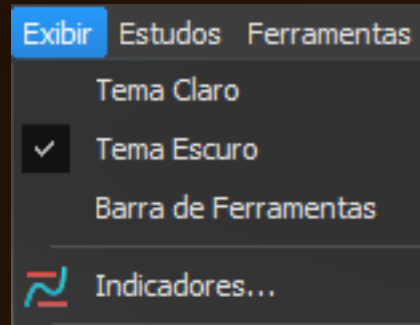 Exibir Estudos Ferramentas
Tema Claro
Tema Escuro
Barra de Ferramentas
Indicadores...